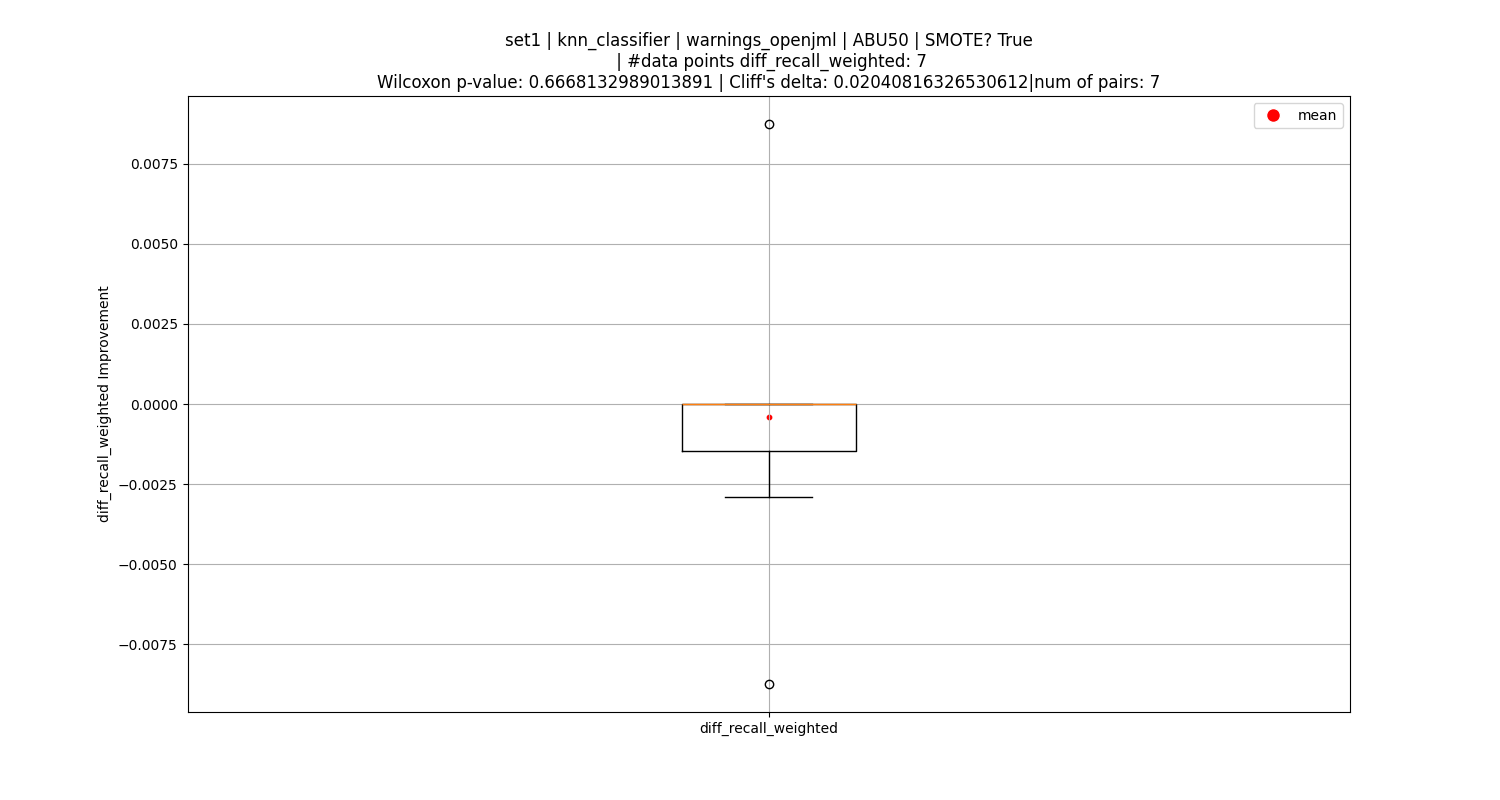 set1 | knn_classifier | warnings_openjml | ABU50 | SMOTE? True
| #data points diff_recall_weighted: 7
Wilcoxon p-value: 0.6668132989013891 | Cliff's delta: 0.02040816326530612|num of pairs: 7
mean
0.0075
0.0050
0.0025
0.0000
−0.0025
−0.0050
−0.0075
diff_recall_weighted Improvement
diff_recall_weighted